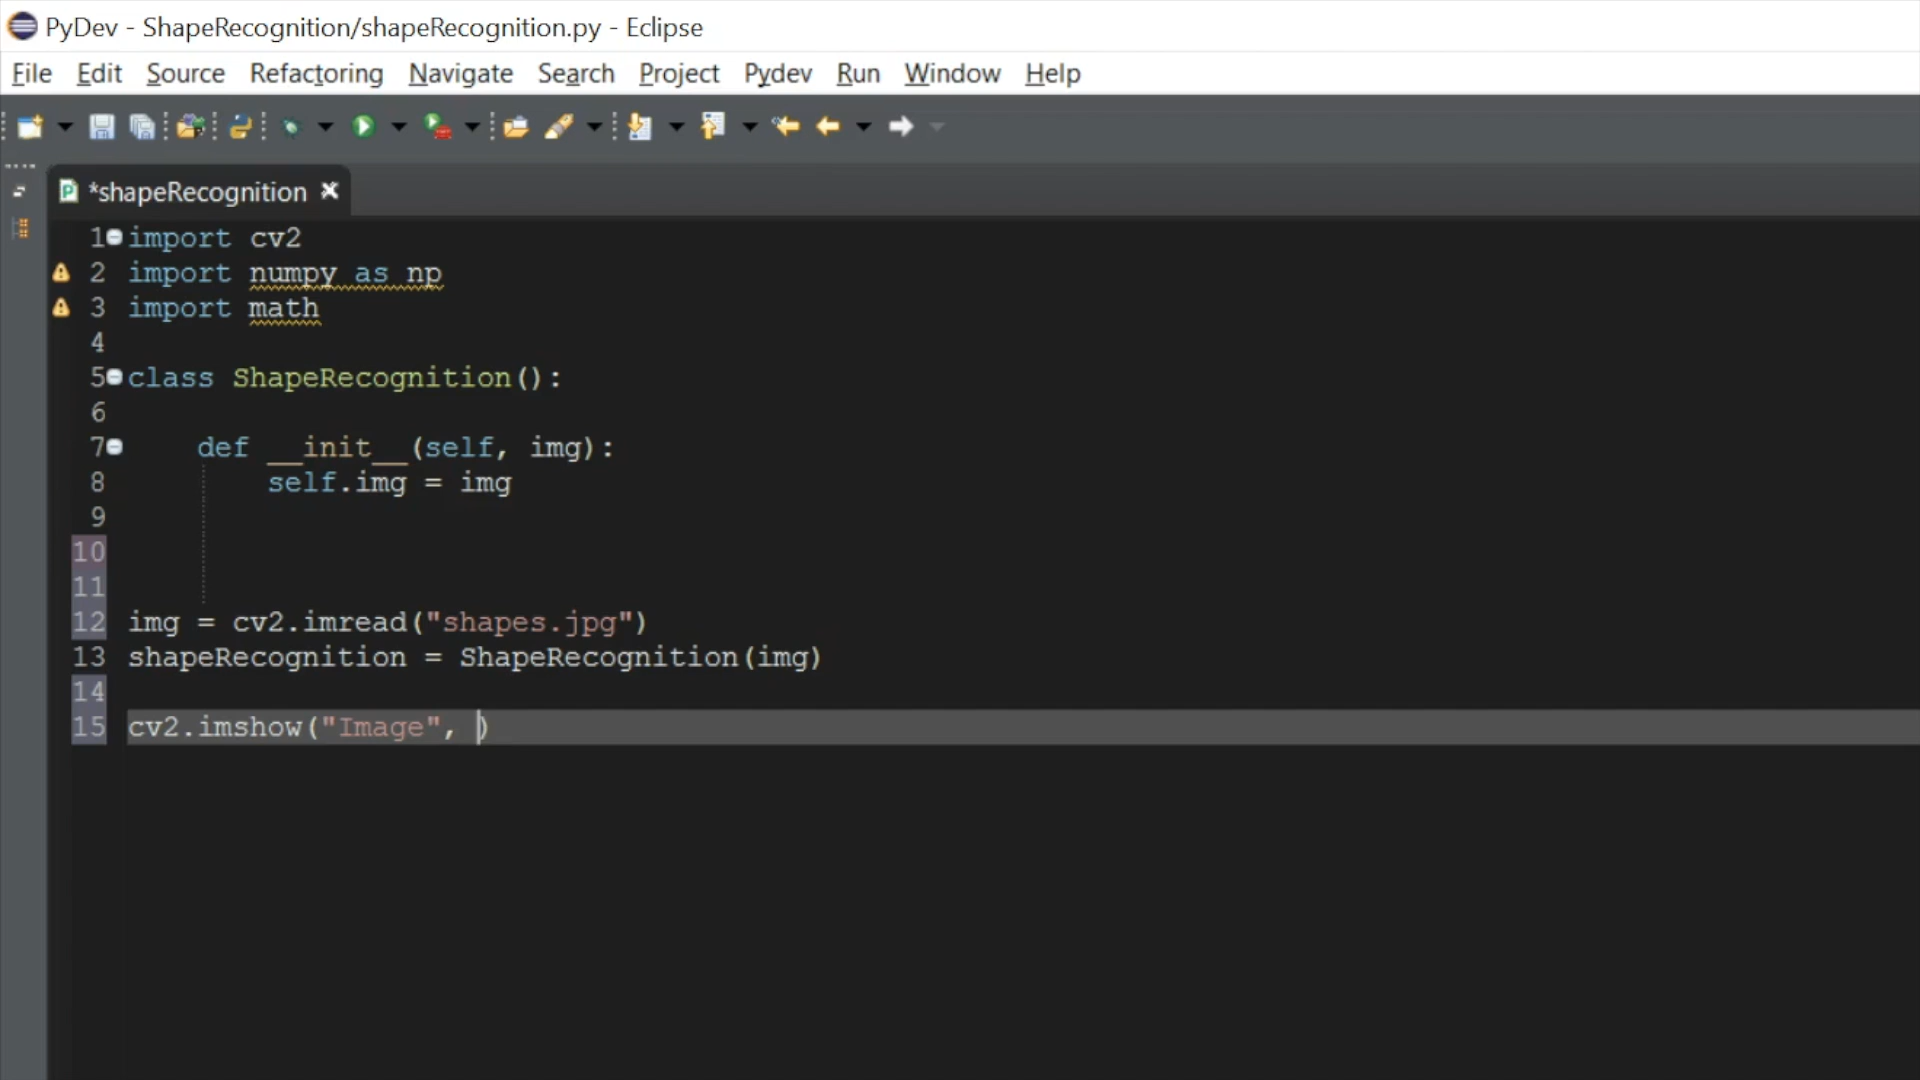 PyDev - ShapeRecognition/shapeRecognition.py - Eclipse
File Edit Source Refactoring Navigate Search Project Pydev Run Window Help
*shapeRecognition
1 import cv2
2 import numpy as np
3 import math
4
5 class ShapeRecognition():
6
7     def __init__(self, img):
8         self.img = img
9
10
11
12 img = cv2.imread("shapes.jpg")
13 shapeRecognition = ShapeRecognition(img)
14
15 cv2.imshow("Image", )